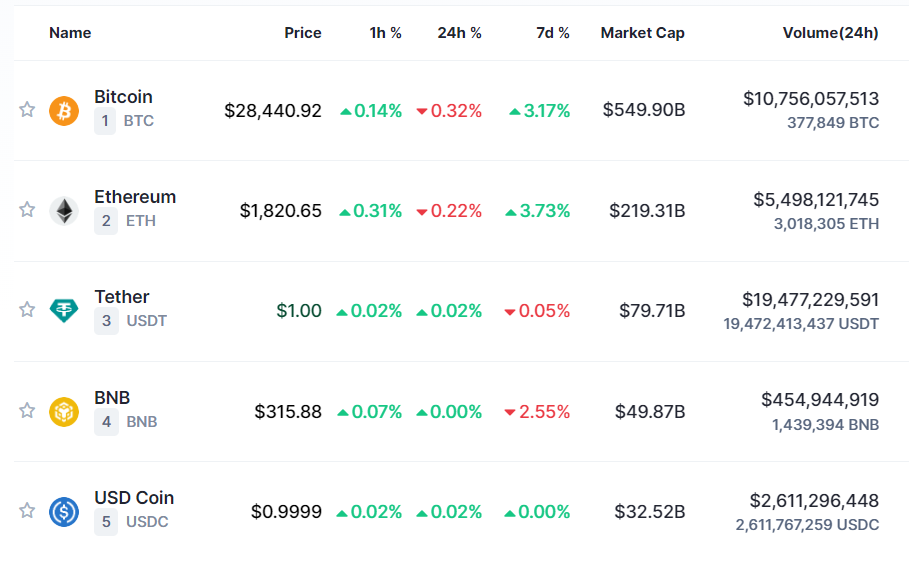 Name Price 1h % 24h % 7d % Market Cap Volume(24h)
Bitcoin
1 BTC
$28,440.92 0.14% 0.32% 3.17% $549.90B $10,756,057,513
377,849 BTC
Ethereum
2 ETH
$1,820.65 0.31% 0.22% 3.73% $219.31B $5,498,121,745
3,018,305 ETH
Tether
3 USDT
$1.00 0.02% 0.02% 0.05% $79.71B $19,477,229,591
19,472,413,437 USDT
BNB
4 BNB
$315.88 0.07% 0.00% 2.55% $49.87B $454,944,919
1,439,394 BNB
USD Coin
5 USDC
$0.9999 0.02% 0.02% 0.00% $32.52B $2,611,296,448
2,611,767,259 USDC